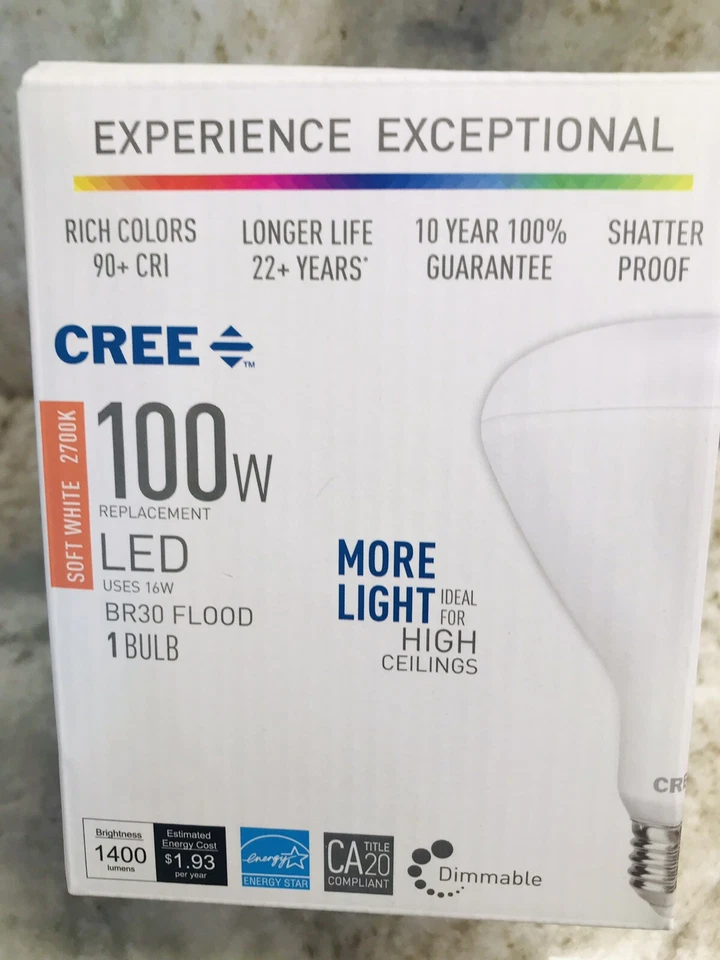 EXPERIENCE EXCEPTIONAL
RICH COLORS
90+ CRI
LONGER LIFE
22+ YEARS*
10 YEAR 100%
GUARANTEE
SHATTER
PROOF
CREE™
SOFT WHITE 2700K
100W
REPLACEMENT
LED
USES 16W
BR30 FLOOD
1 BULB
MORE
LIGHT IDEAL
FOR
HIGH
CEILINGS
CREE
Brightness
1400
lumens
Estimated
Energy Cost
$1.93
per year
energy
ENERGY STAR
CA TITLE
20
COMPLIANT
Dimmable